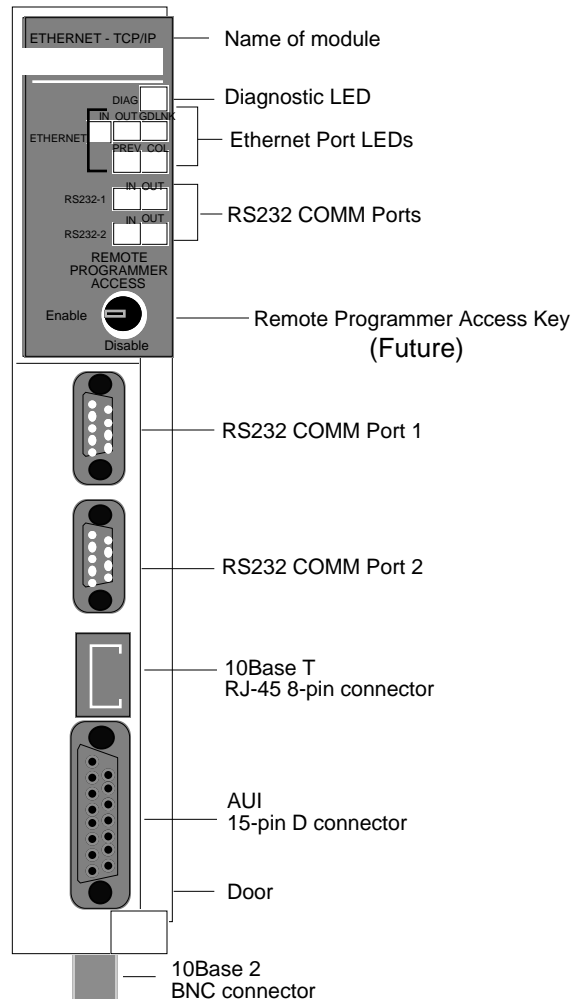 ETHERNET - TCP/IP
Name of module
DIAG
Diagnostic LED
IN OUT GDLNK
ETHERNET
Ethernet Port LEDs
PREV COL
IN OUT
RS232-1
RS232 COMM Ports
IN OUT
RS232-2
REMOTE
PROGRAMMER
ACCESS
Enable
Remote Programmer Access Key
(Future)
Disable
RS232 COMM Port 1
RS232 COMM Port 2
10Base T
RJ-45 8-pin connector
AUI
15-pin D connector
Door
10Base 2
BNC connector